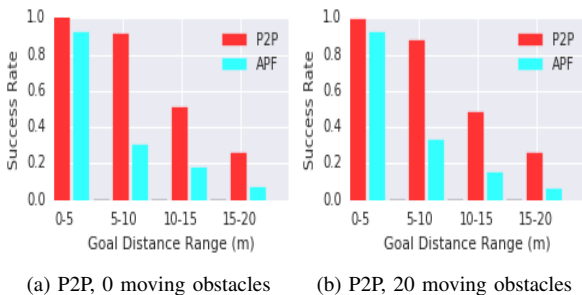 1.0
0.8
0.6
0.4
0.2
0.0
Success Rate
P2P
APF
0-5 5-10 10-15 15-20
Goal Distance Range (m)
(a) P2P, 0 moving obstacles
1.0
0.8
0.6
0.4
0.2
0.0
Success Rate
P2P
APF
0-5 5-10 10-15 15-20
Goal Distance Range (m)
(b) P2P, 20 moving obstacles